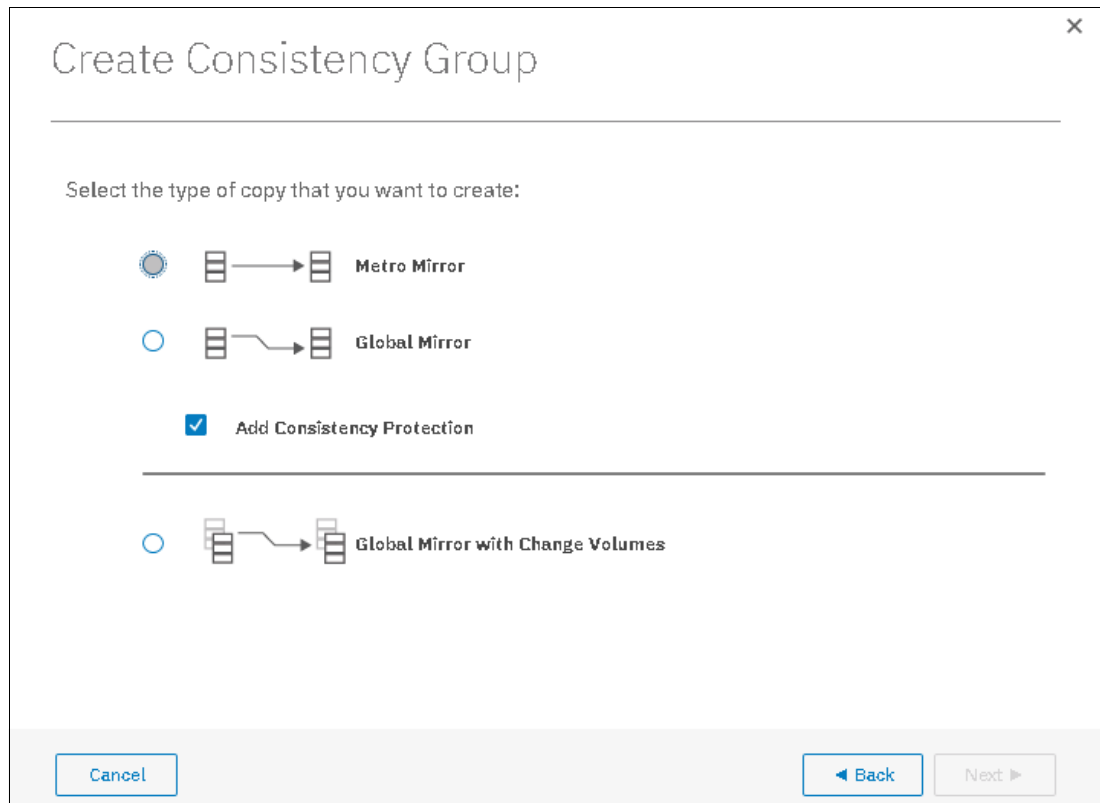 Create Consistency Group
Select the type of copy that you want to create:
Metro Mirror
Global Mirror
Add Consistency Protection
Global Mirror with Change Volumes
Cancel
Back
Next